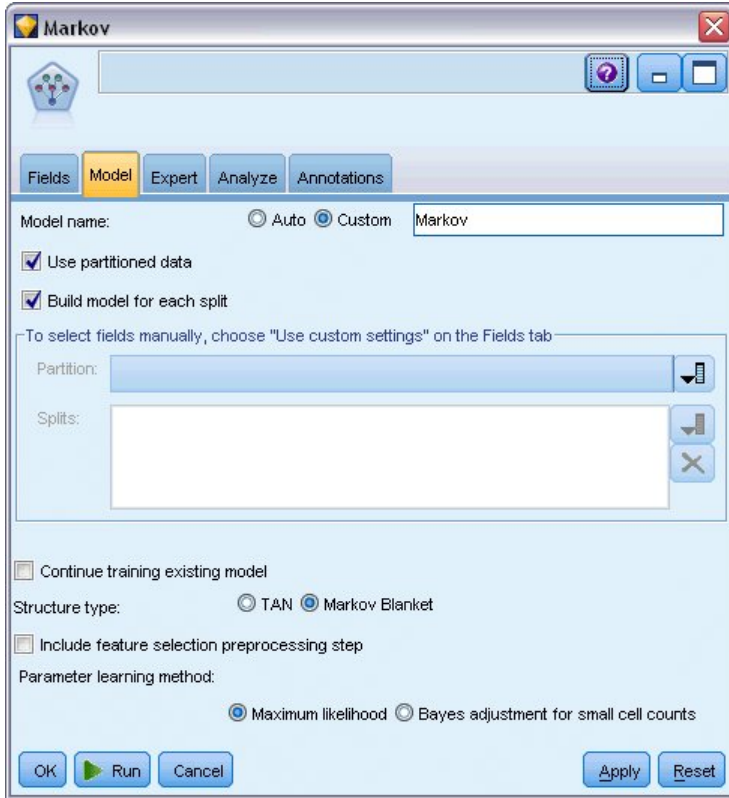 Markov
Fields Model Expert Analyze Annotations
Model name: Auto Custom Markov
Use partitioned data
Build model for each split
To select fields manually, choose "Use custom settings" on the Fields tab
Partition:
Splits:
Continue training existing model
Structure type: TAN Markov Blanket
Include feature selection preprocessing step
Parameter learning method:
Maximum likelihood Bayes adjustment for small cell counts
OK Run Cancel Apply Reset